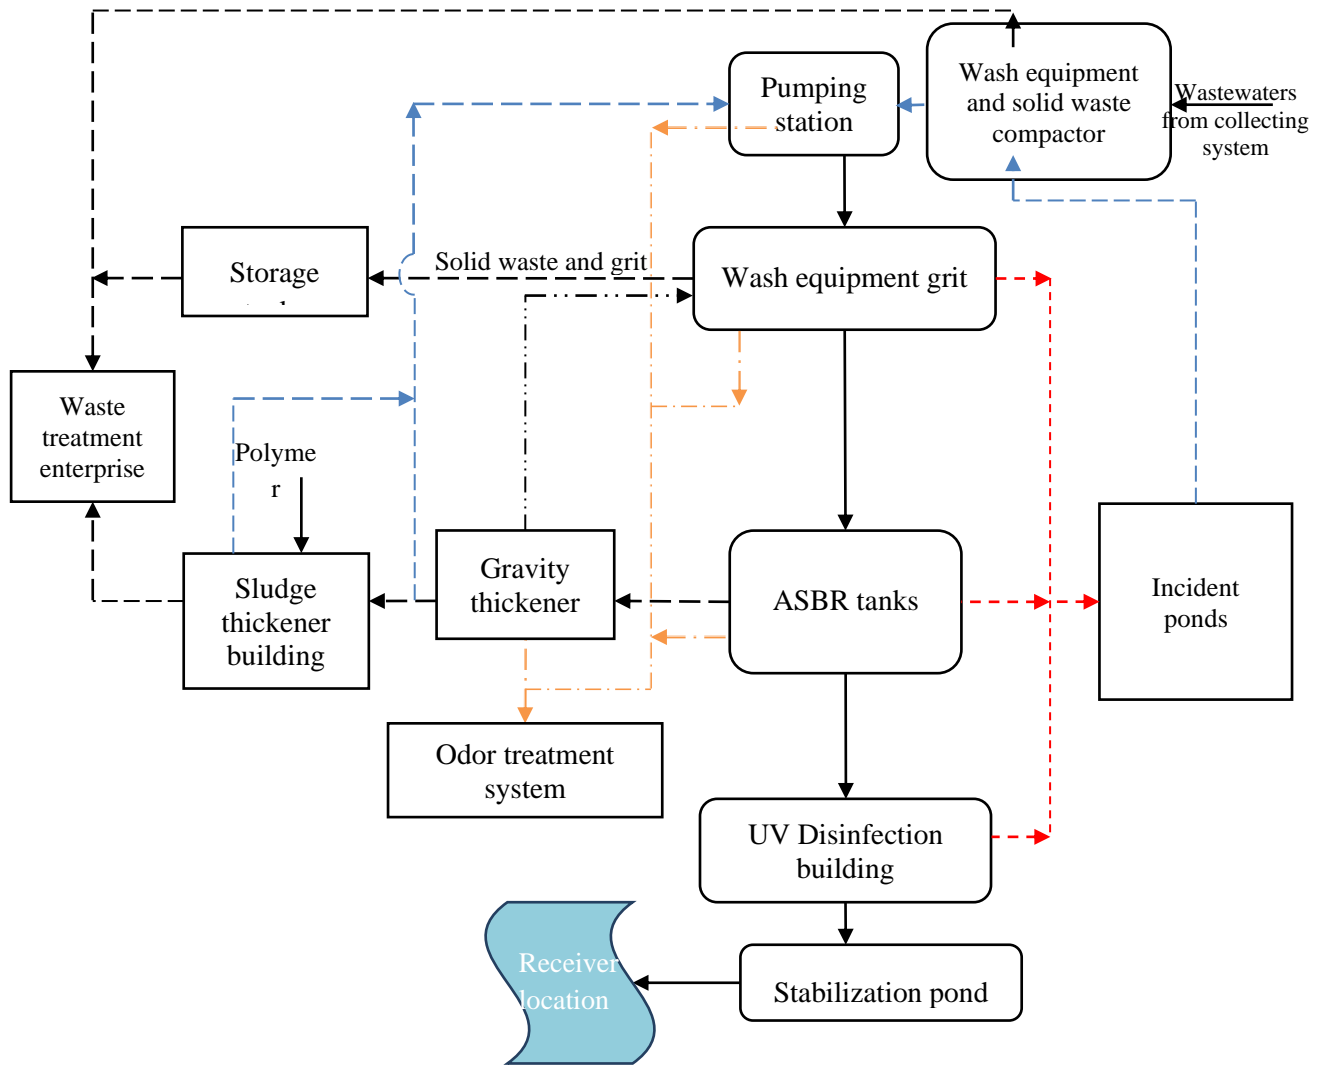 Wash equipment
and solid waste
compactor
Wastewaters
from collecting
system
Pumping
station
Storage
Solid waste and grit
Wash equipment grit
Waste
treatment
enterprise
Polyme
r
Sludge
thickener
building
Gravity
thickener
ASBR tanks
Incident
ponds
Odor treatment
system
UV Disinfection
building
Receiver
location
Stabilization pond